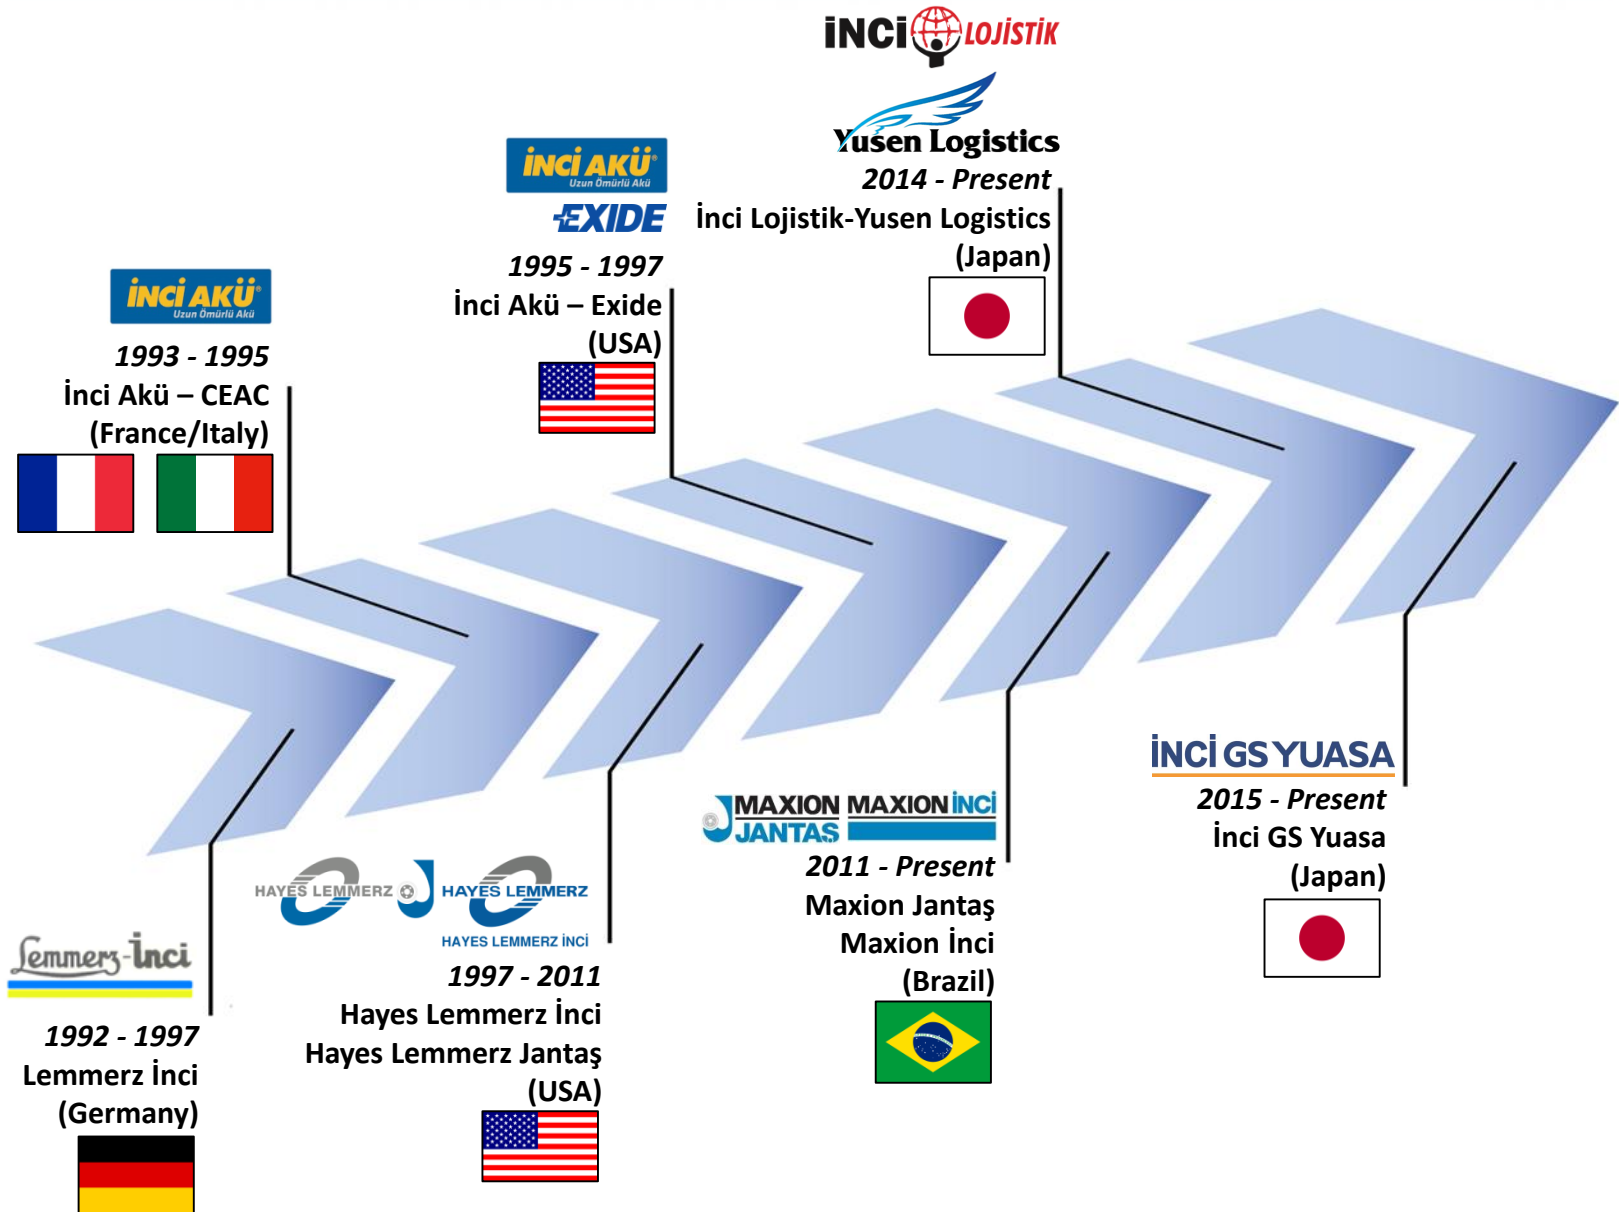 İNCİ LOJİSTİK
Yusen Logistics
2014 - Present
İnci Lojistik-Yusen Logistics
(Japan)
İNCİ AKÜ®
Uzun Ömürlü Akü
EXIDE
1995 - 1997
İnci Akü – Exide
(USA)
İNCİ AKÜ®
Uzun Ömürlü Akü
1993 - 1995
İnci Akü – CEAC
(France/Italy)
Lemmerz-İnci
1992 - 1997
Lemmerz İnci
(Germany)
HAYES LEMMERZ
HAYES LEMMERZ
HAYES LEMMERZ İNCİ
1997 - 2011
Hayes Lemmerz İnci
Hayes Lemmerz Jantaş
(USA)
MAXION
JANTAŞ
MAXION İNCİ
2011 - Present
Maxion Jantaş
Maxion İnci
(Brazil)
İNCİ GS YUASA
2015 - Present
İnci GS Yuasa
(Japan)